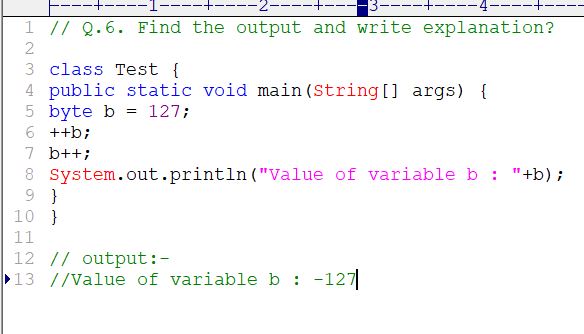 ----+----1----+----2----+----3----+----4----+----
1 // Q.6. Find the output and write explanation?
2
3 class Test {
4 public static void main(String[] args) {
5 byte b = 127;
6 ++b;
7 b++;
8 System.out.println("Value of variable b : "+b);
9 }
10 }
11
12 // output:-
13 //Value of variable b : -127